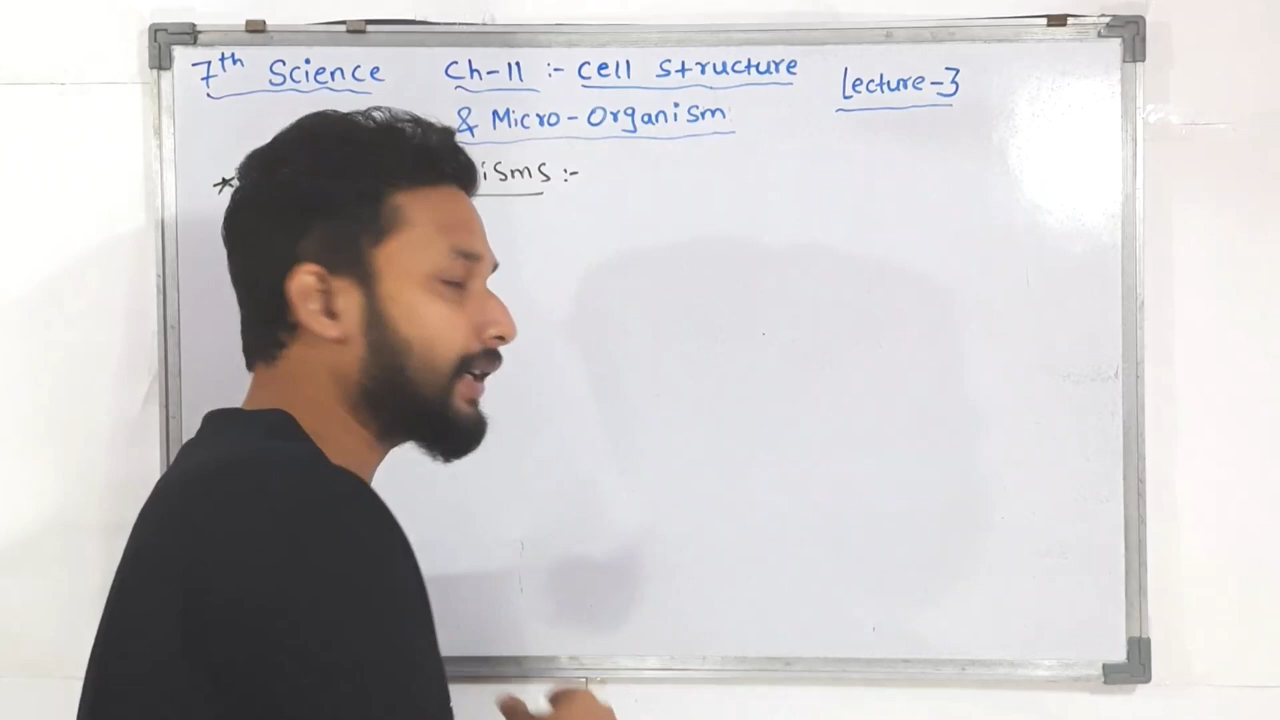 7th Science Ch-11 :- Cell Structure Lecture-3
& Micro-Organism
* isms :-